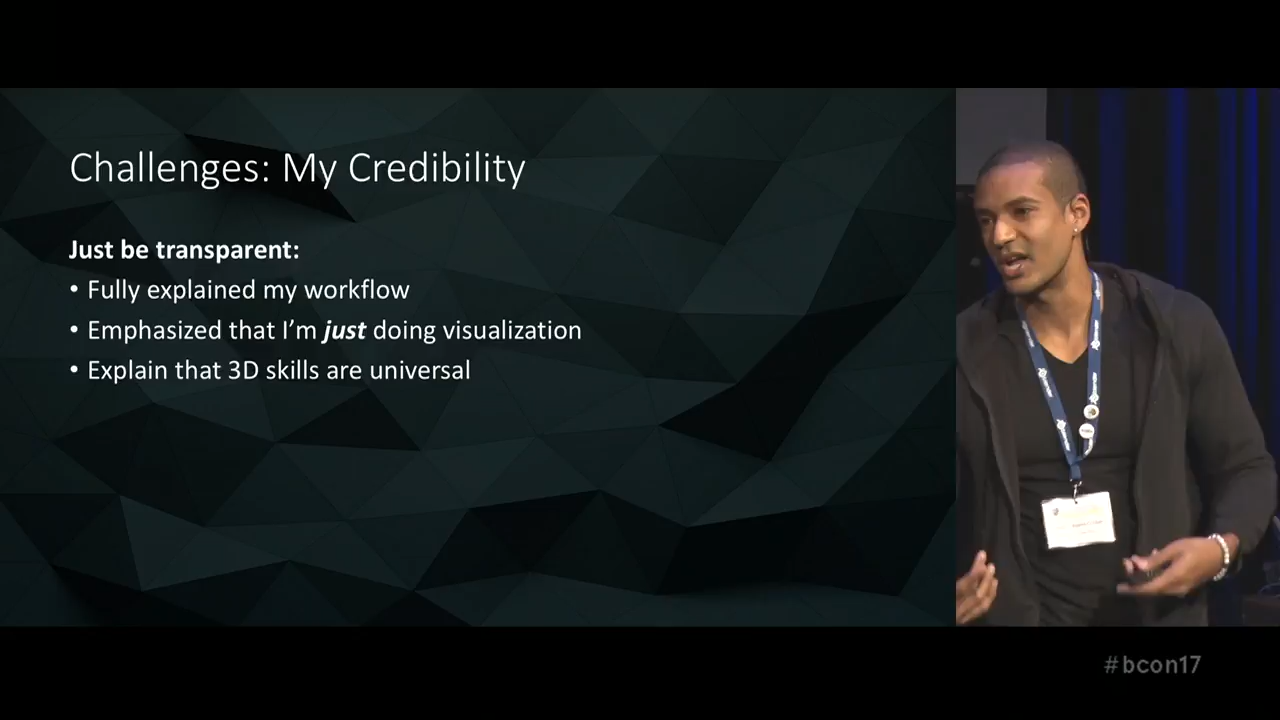 Challenges: My Credibility
Just be transparent:
• Fully explained my workflow
• Emphasized that I’m just doing visualization
• Explain that 3D skills are universal
#bcon17